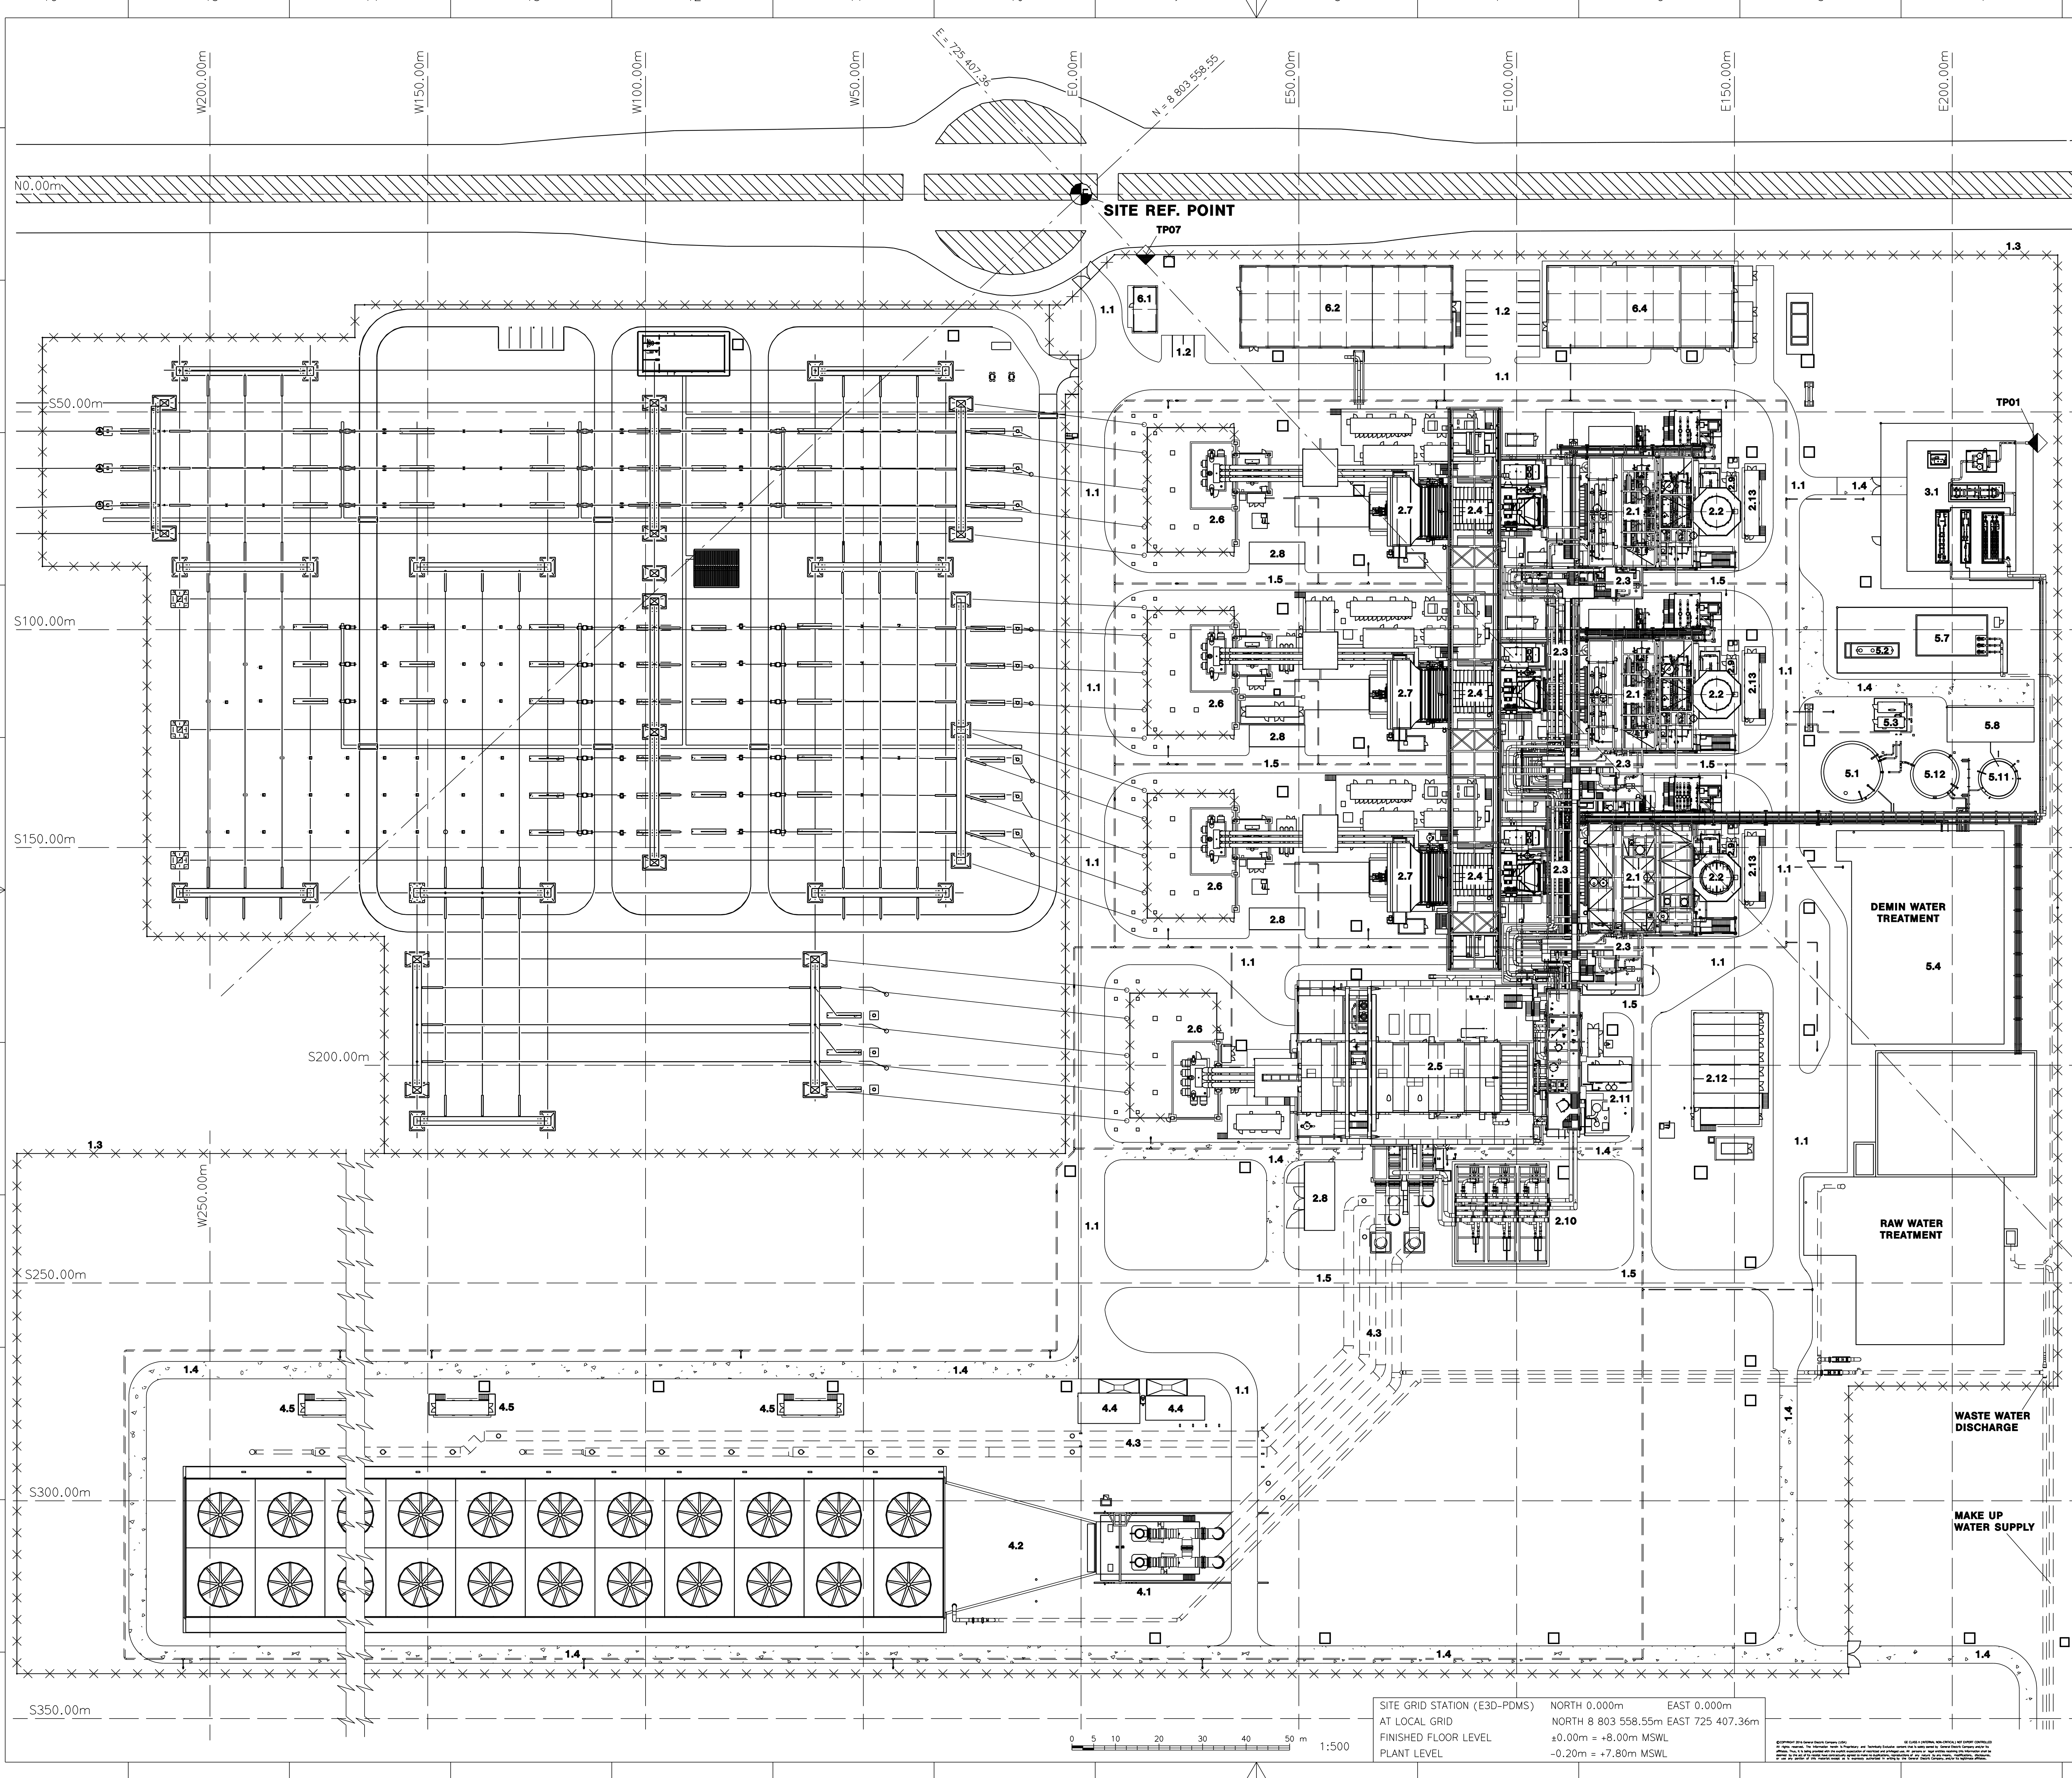 W200.00m
W150.00m
W100.00m
W50.00m
E = 725 407.36
E0.00m
N = 8 803 558.55
E50.00m
E100.00m
E150.00m
E200.00m
N0.00m
SITE REF. POINT
TP07
1.3
1.1
6.1
6.2
1.2
6.4
1.2
1.1
S50.00m
TP01
1.1
2.6
2.7
2.4
2.1
2.9
2.2
2.13
1.1
1.4
3.1
2.8
1.5
2.3
1.5
S100.00m
5.7
5.2
2.3
1.1
2.6
2.7
2.4
2.1
2.9
2.2
2.13
1.1
1.4
5.3
5.8
2.8
1.5
2.3
1.5
5.1
5.12
5.11
S150.00m
1.1
2.6
2.7
2.4
2.3
2.1
2.9
2.2
2.13
1.1
2.8
DEMIN WATER
TREATMENT
2.3
1.1
1.1
5.4
1.5
2.6
S200.00m
2.5
2.12
2.11
1.3
1.1
1.4
1.4
W250.00m
2.8
1.1
2.10
RAW WATER
TREATMENT
S250.00m
1.5
1.5
4.3
1.4
1.4
1.1
4.5
4.5
4.5
4.4
4.4
1.4
WASTE WATER
DISCHARGE
4.3
S300.00m
MAKE UP
WATER SUPPLY
4.2
4.1
1.4
1.4
1.4
S350.00m
SITE GRID STATION (E3D-PDMS) NORTH 0.000m EAST 0.000m
AT LOCAL GRID NORTH 8 803 558.55m EAST 725 407.36m
FINISHED FLOOR LEVEL ±0.00m = +8.00m MSWL
PLANT LEVEL -0.20m = +7.80m MSWL
0 5 10 20 30 40 50 m
1:500